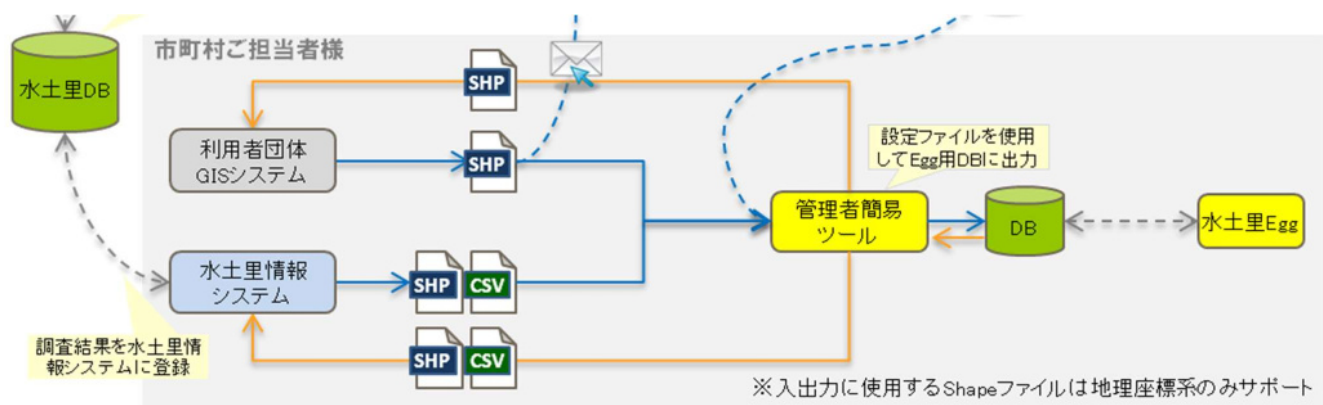 市町村ご担当者様
水土里DB
SHP
利用者団体
GISシステム
SHP
設定ファイルを使用
してEgg用DBに出力
管理者簡易
ツール
DB
水土里Egg
水土里情報
システム
SHP
CSV
調査結果を水土里情
報システムに登録
SHP
CSV
※入出力に使用するShapeファイルは地理座標系のみサポート